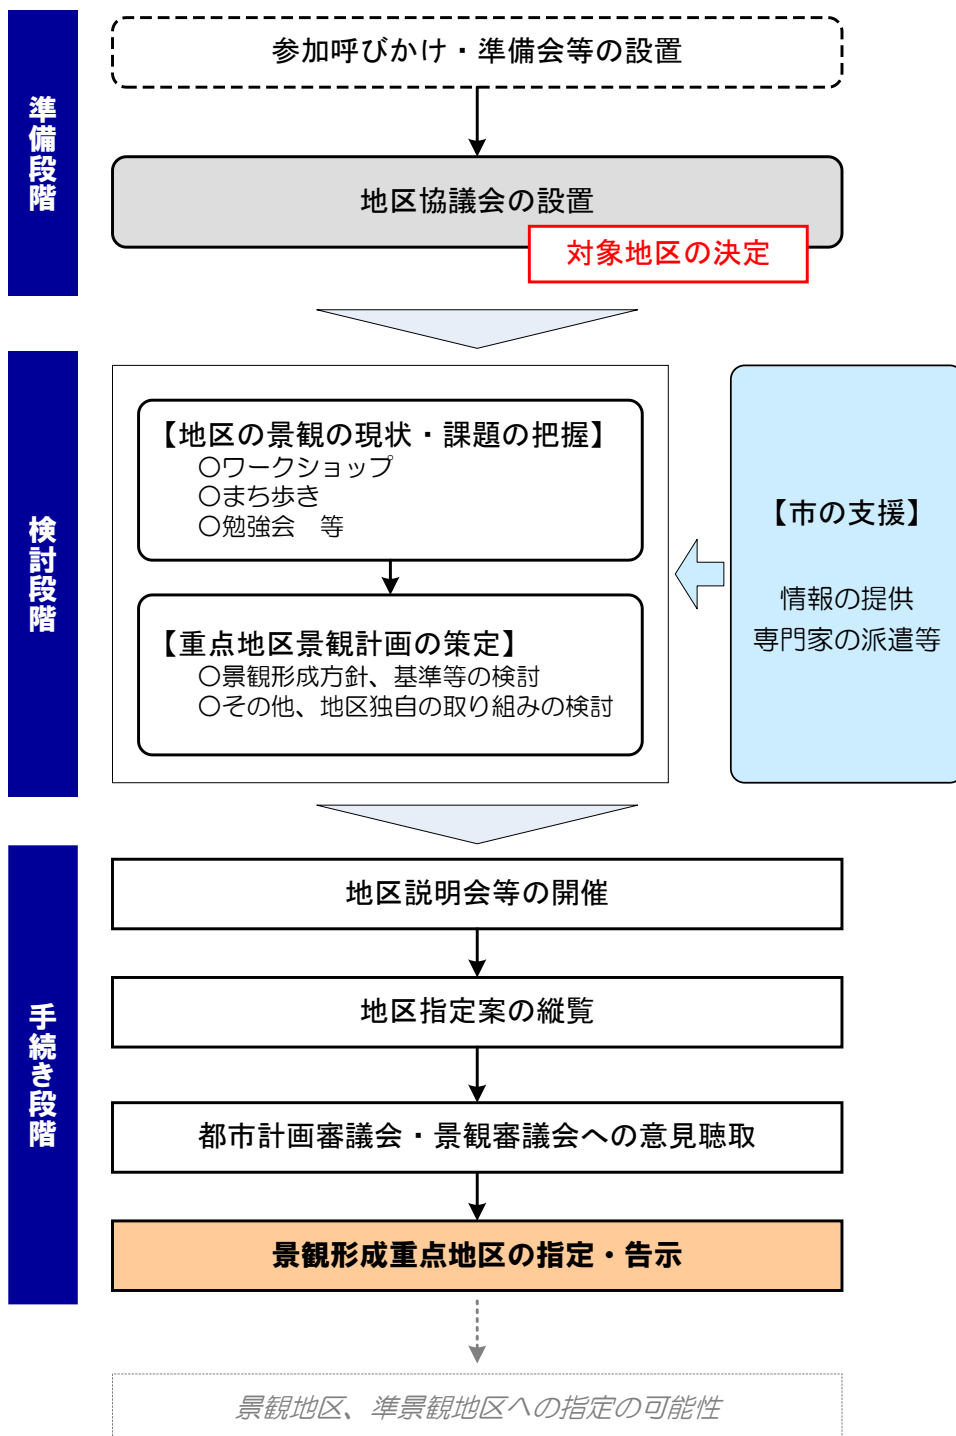 準備段階
参加呼びかけ・準備会等の設置
地区協議会の設置
対象地区の決定
検討段階
【地区の景観の現状・課題の把握】
○ワークショップ
○まち歩き
○勉強会　等
【重点地区景観計画の策定】
○景観形成方針、基準等の検討
○その他、地区独自の取り組みの検討
【市の支援】
情報の提供
専門家の派遣等
手続き段階
地区説明会等の開催
地区指定案の縦覧
都市計画審議会・景観審議会への意見聴取
景観形成重点地区の指定・告示
景観地区、準景観地区への指定の可能性